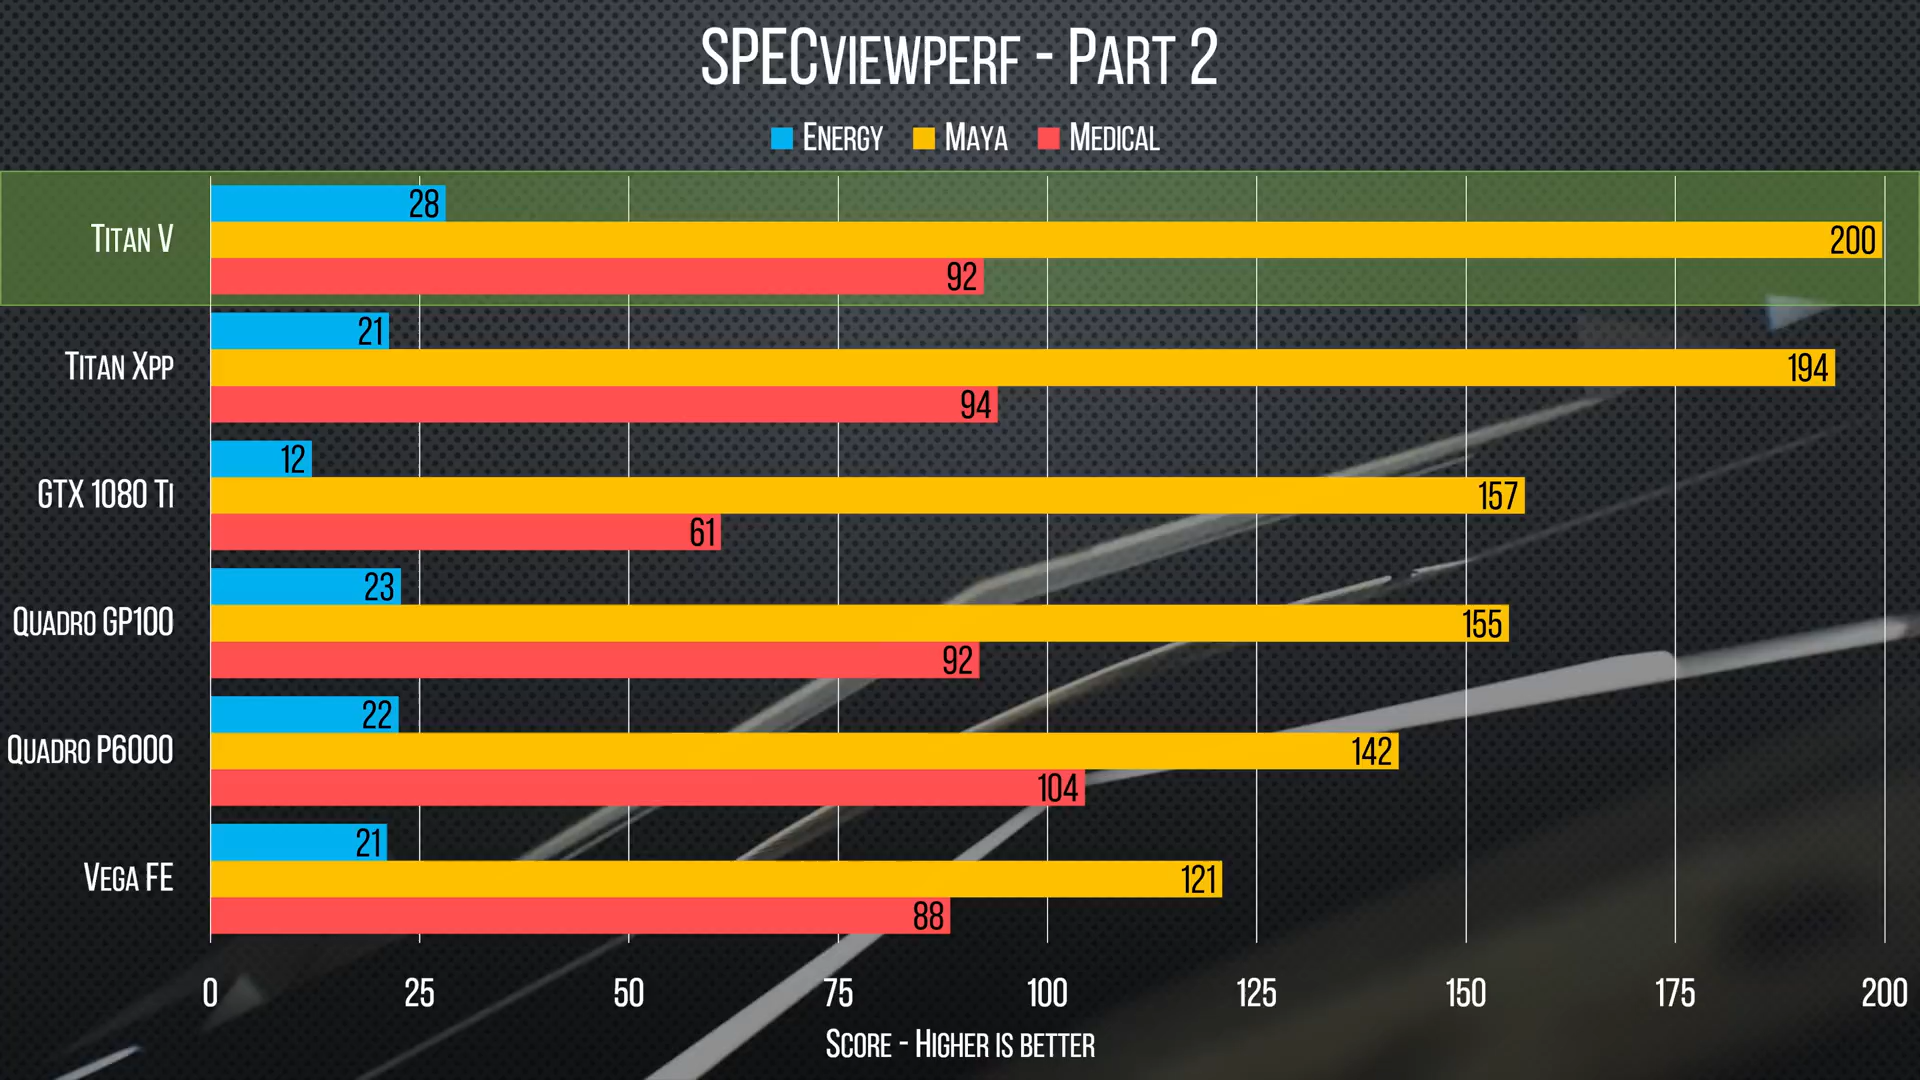 SPECviewperf - Part 2
Energy Maya Medical
Titan V
28
200
92
Titan Xpp
21
194
94
GTX 1080 Ti
12
157
61
Quadro GP100
23
155
92
Quadro P6000
22
142
104
Vega FE
21
121
88
0 25 50 75 100 125 150 175 200
Score - Higher is better